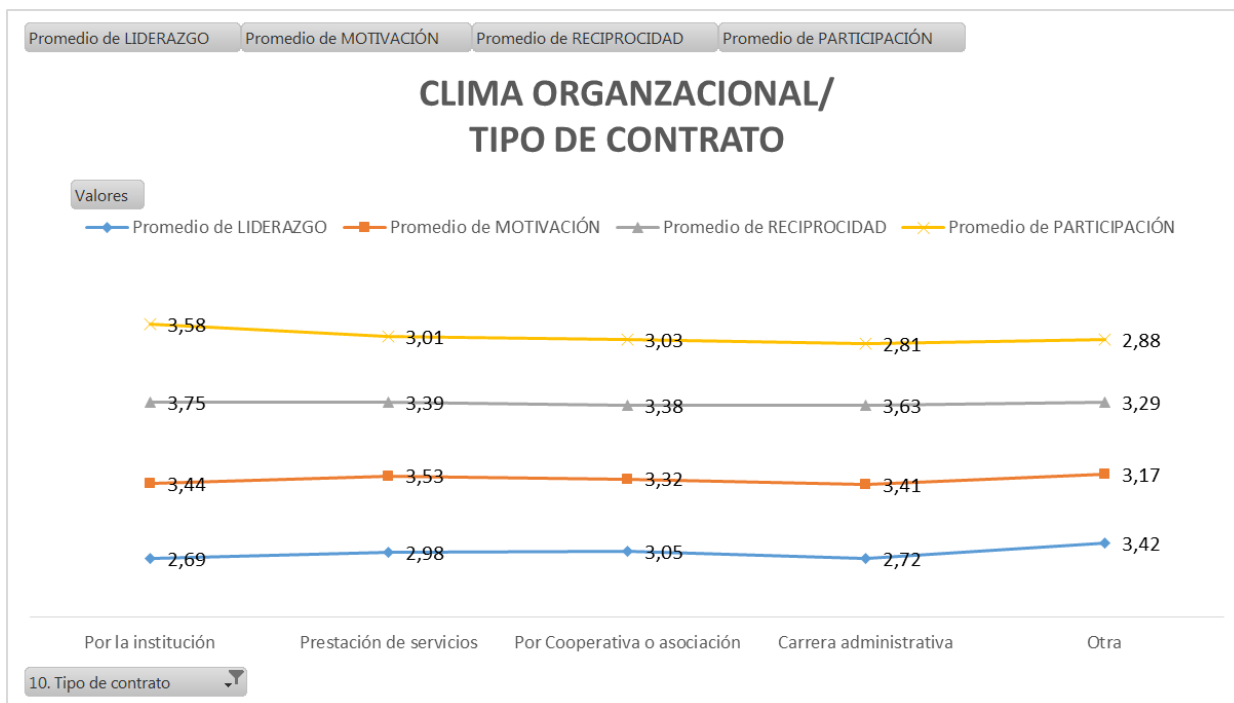 Promedio de LIDERAZGO Promedio de MOTIVACIÓN Promedio de RECIPROCIDAD Promedio de PARTICIPACIÓN
CLIMA ORGANZACIONAL/
TIPO DE CONTRATO
Valores
Promedio de LIDERAZGO Promedio de MOTIVACIÓN Promedio de RECIPROCIDAD Promedio de PARTICIPACIÓN
3,58 3,01 3,03 2,81 2,88
3,75 3,39 3,38 3,63 3,29
3,44 3,53 3,32 3,41 3,17
2,69 2,98 3,05 2,72 3,42
Por la institución Prestación de servicios Por Cooperativa o asociación Carrera administrativa Otra
10. Tipo de contrato